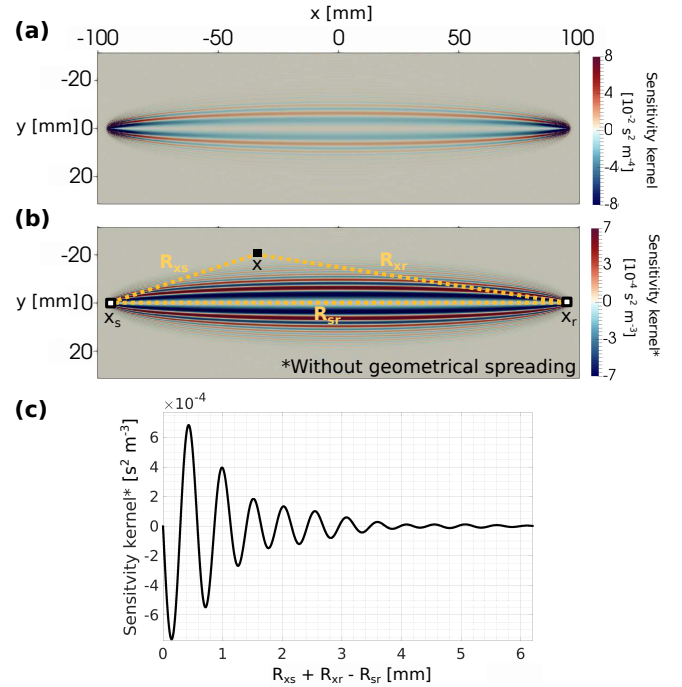 x [mm]
(a)
-100 -50 0 50 100
-20
y [mm] 0
20
8
4
0
-4
-8
Sensitivity kernel
[10-2 s2 m-4]
(b)
-20
y [mm] 0
20
Rxs
Rxr
x
xs
Rsr
xr
*Without geometrical spreading
7
3
0
-3
-7
Sensitivity kernel*
[10-4 s2 m-3]
(c)
×10-4
6
4
2
0
-2
-4
-6
Sensitvity kernel* [s2 m-3]
0 1 2 3 4 5 6
Rxs + Rxr - Rsr [mm]